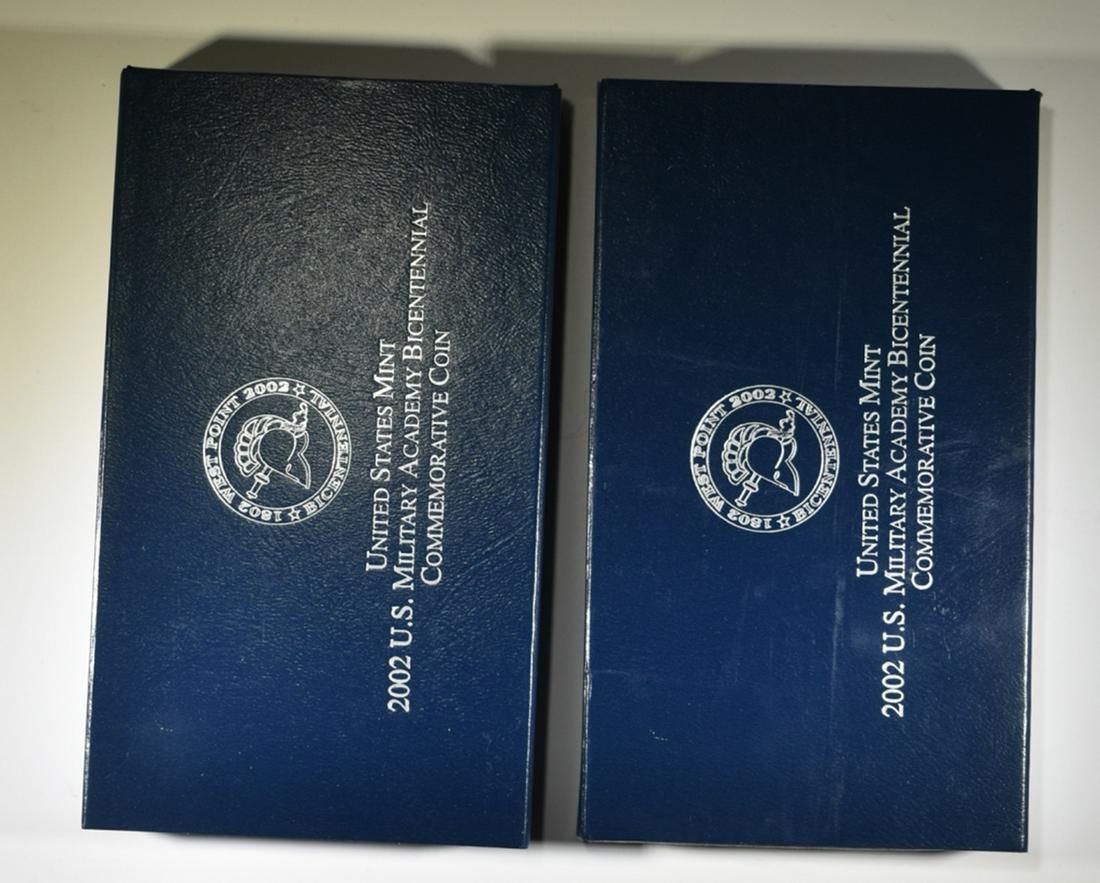 1802 WEST POINT 2002 ☆ BICENTENNIAL ☆
UNITED STATES MINT
2002 U.S. MILITARY ACADEMY BICENTENNIAL
COMMEMORATIVE COIN
1802 WEST POINT 2002 ☆ BICENTENNIAL ☆
UNITED STATES MINT
2002 U.S. MILITARY ACADEMY BICENTENNIAL
COMMEMORATIVE COIN